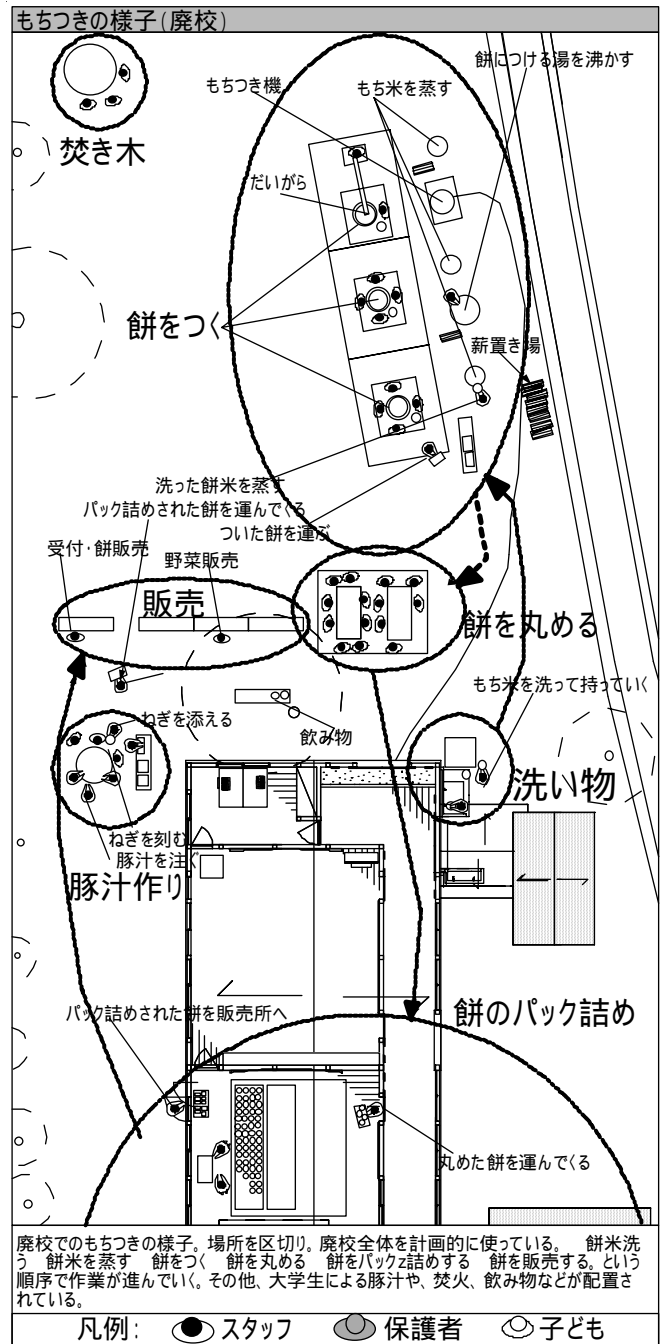 もちつきの様子(廃校)
餅につける湯を沸かす
もちつき機
もち米を蒸す
焚き木
だいがら
餅をつく
薪置き場
洗った餅米を蒸す
パック詰めされた餅を運んでくる
ついた餅を運ぶ
受付・餅販売
野菜販売
販売
餅を丸める
もち米を洗って持っていく
ねぎを添える
飲み物
洗い物
ねぎを刻む
豚汁を注ぐ
豚汁作り
パック詰めされた餅を販売所へ
餅のパック詰め
丸めた餅を運んでくる
廃校でのもちつきの様子。場所を区切り。廃校全体を計画的に使っている。　餅米洗
う　餅米を蒸す　餅をつく　餅を丸める　餅をパックz詰めする　餅を販売する。という
順序で作業が進んでいく。その他、大学生による豚汁や、焚火、飲み物などが配置さ
れている。
凡例: スタッフ 保護者 子ども